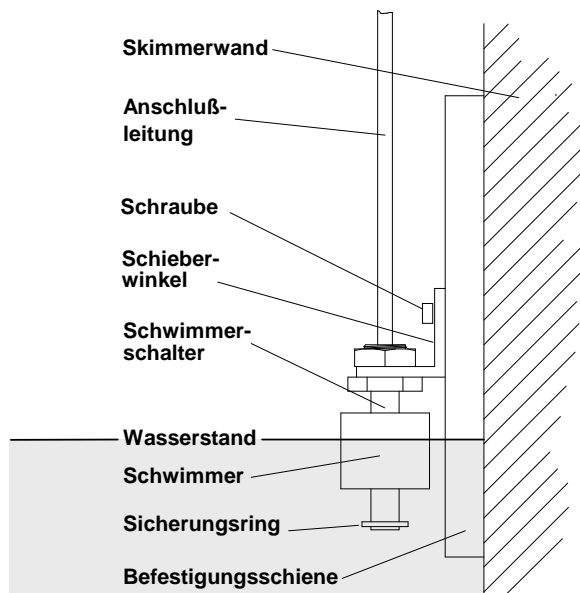 Skimmerwand
Anschluß-
leitung
Schraube
Schieber-
winkel
Schwimmer-
schalter
Wasserstand
Schwimmer
Sicherungsring
Befestigungsschiene